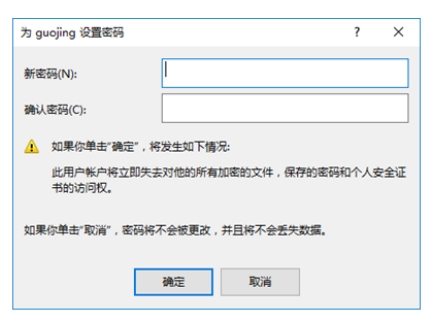 为 guojing 设置密码
新密码(N):
确认密码(C):
如果你单击“确定”，将发生如下情况:
此用户帐户将立即失去对他的所有加密的文件，保存的密码和个人安全证
书的访问权。
如果你单击“取消”，密码将不会被更改，并且将不会丢失数据。
确定 取消